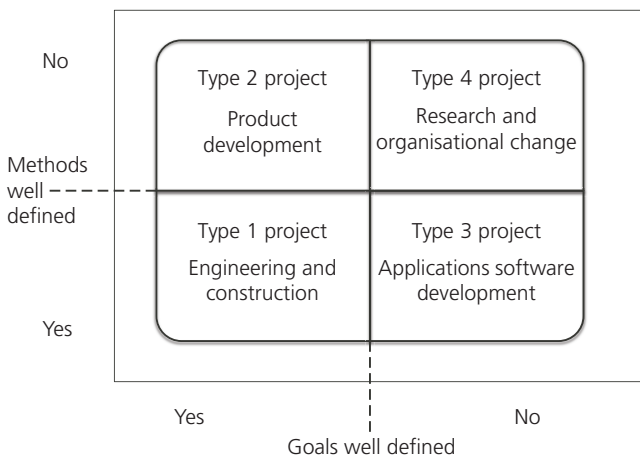 No
Type 2 project
Product
development
Type 4 project
Research and
organisational change
Methods
well
defined
Type 1 project
Engineering and
construction
Type 3 project
Applications software
development
Yes
Yes
No
Goals well defined